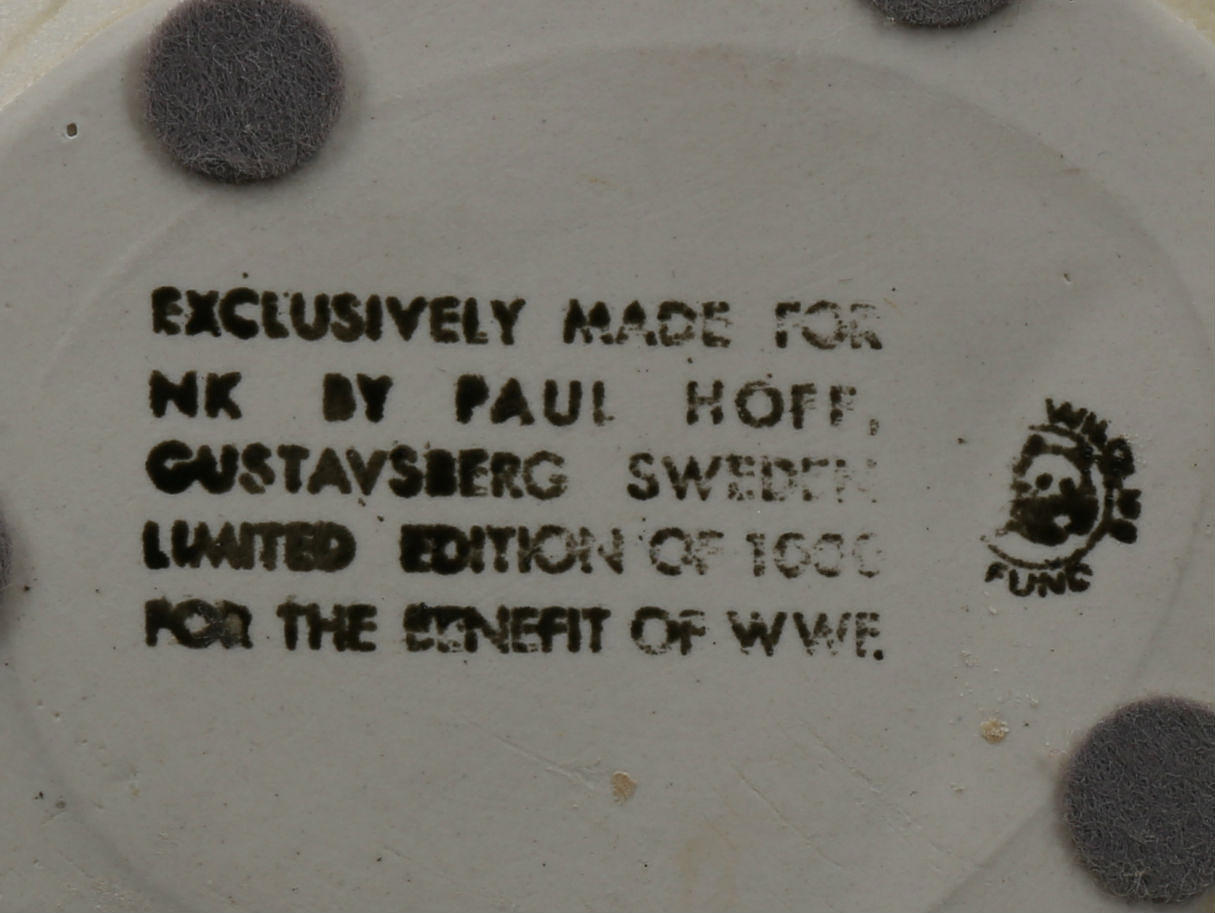 EXCLUSIVELY MADE FOR
NK BY PAUL HOFF,
GUSTAVSBERG SWEDEN
LIMITED EDITION OF 1000
FOR THE BENEFIT OF WWF.
WILDLIFE
FUND